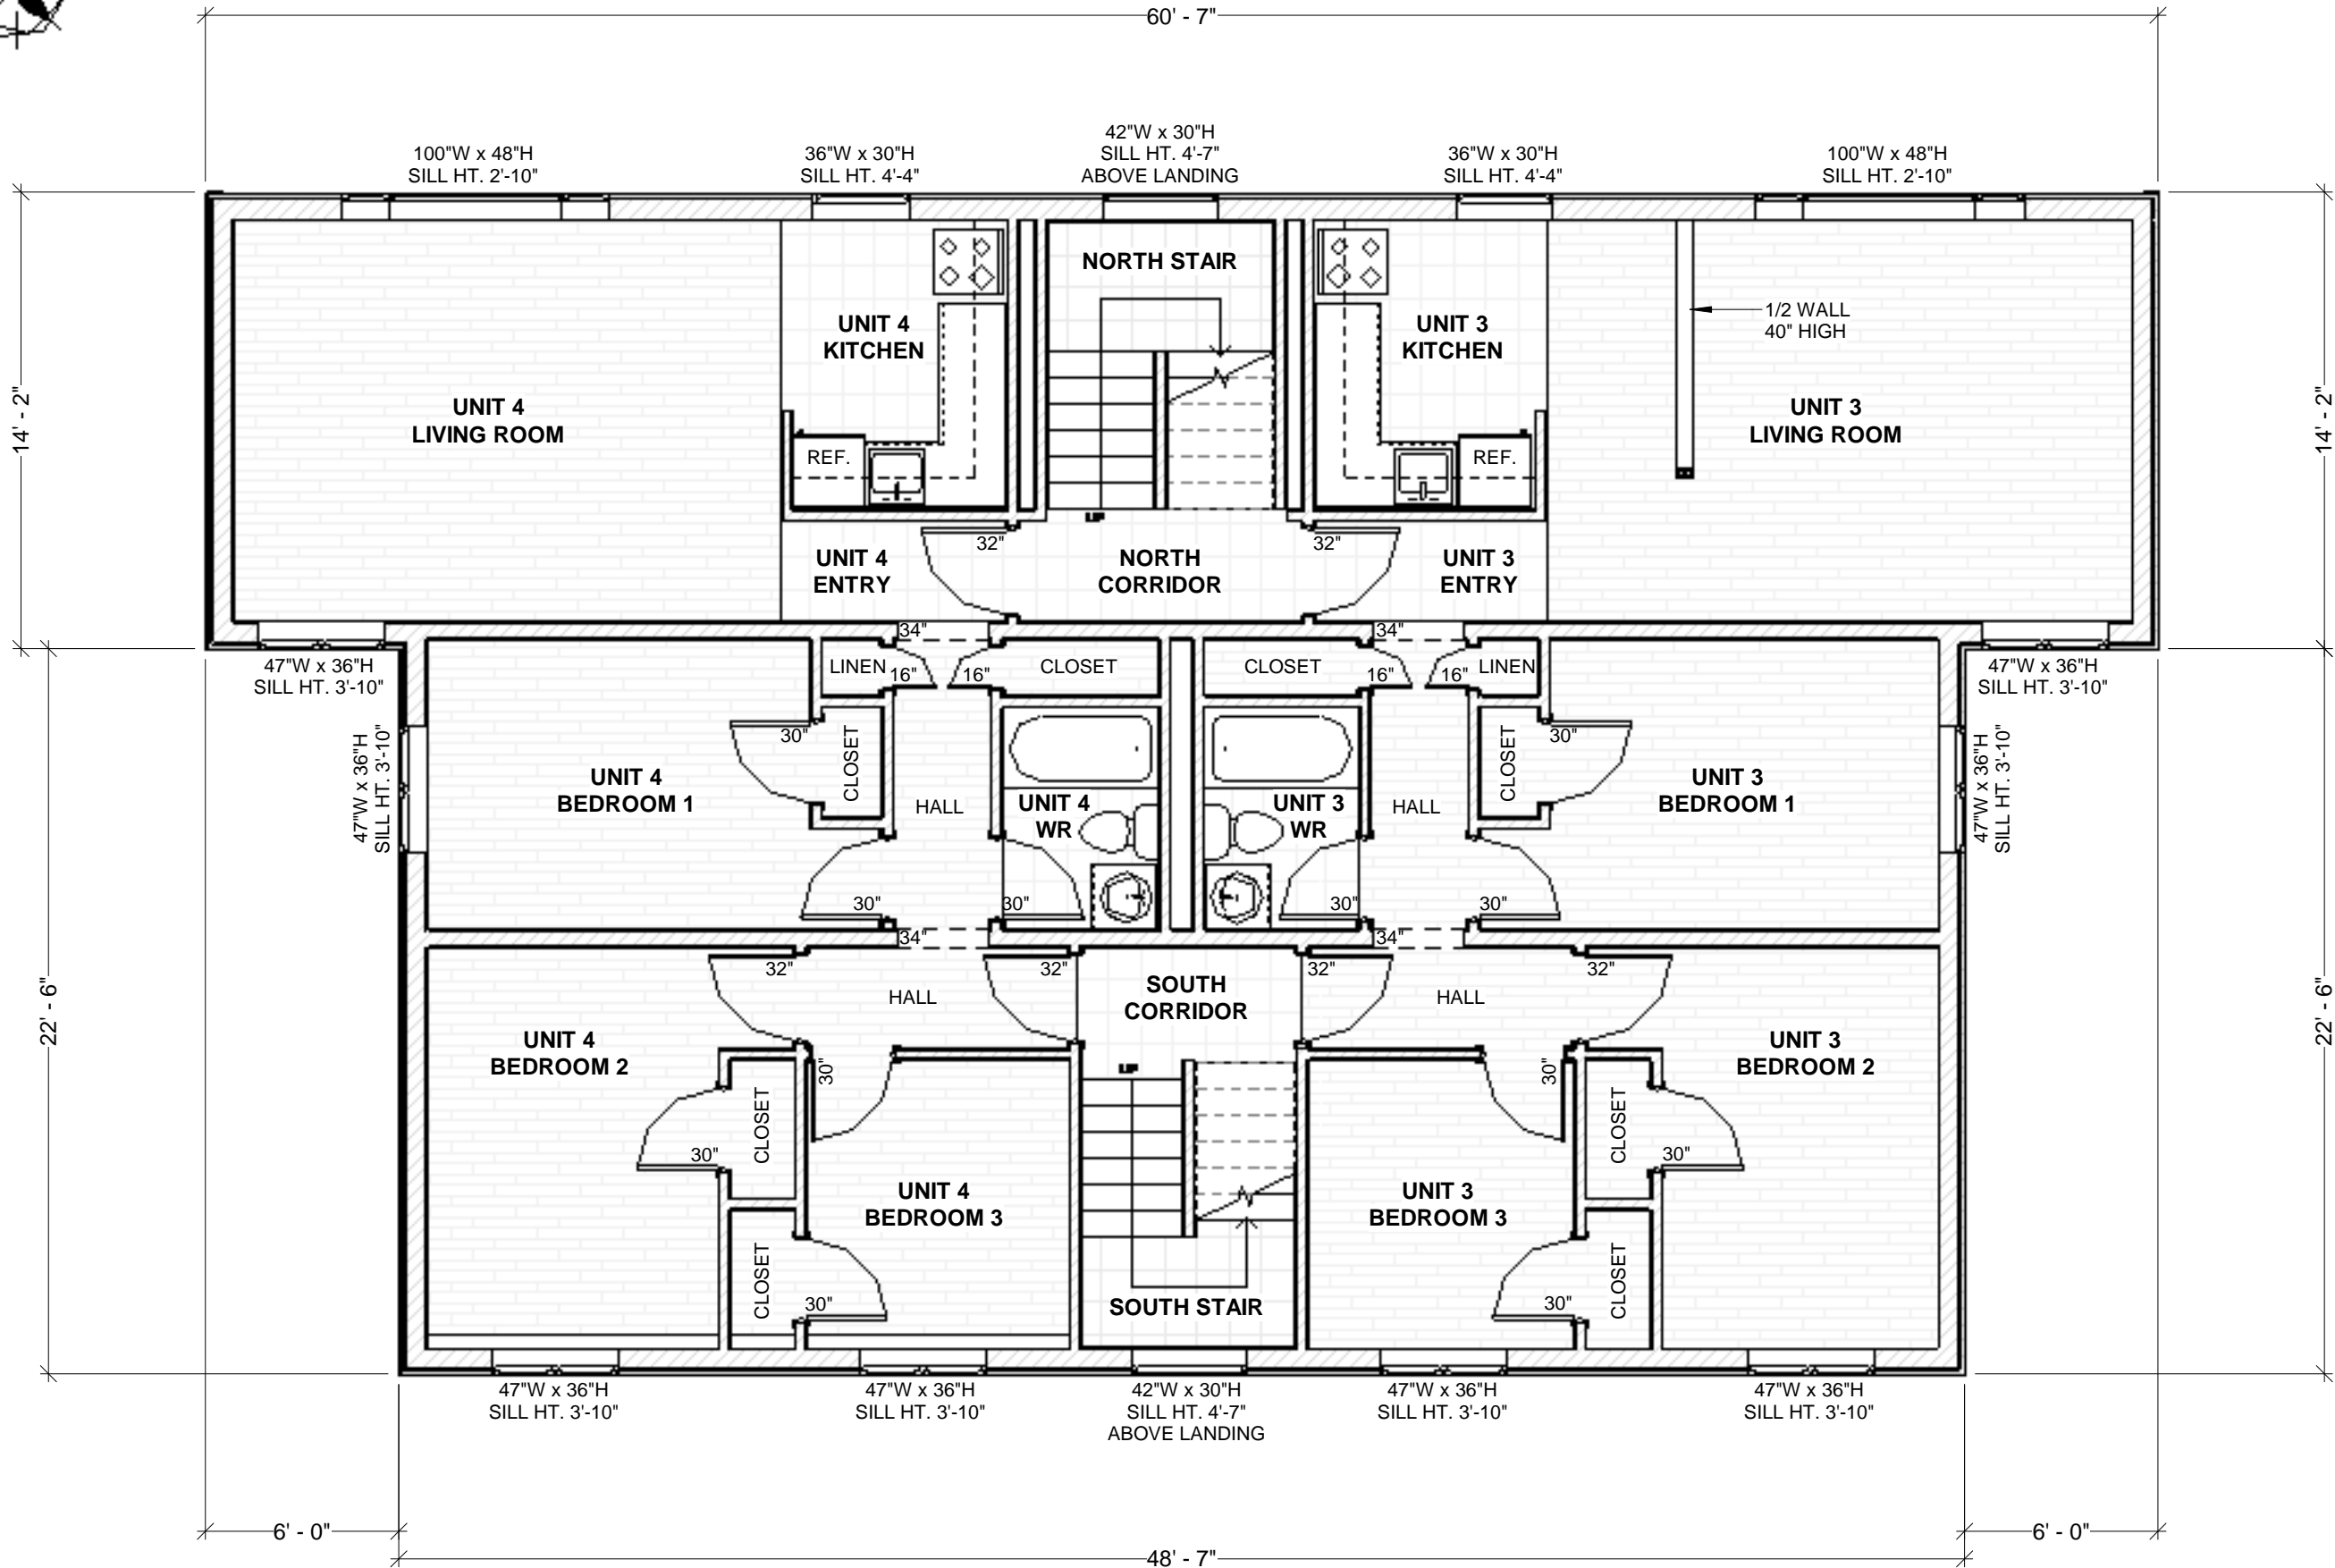 60' - 7"
42"W x 30"H
SILL HT. 4'-7"
ABOVE LANDING
100"W x 48"H
SILL HT. 2'-10"
36"W x 30"H
SILL HT. 4'-4"
36"W x 30"H
SILL HT. 4'-4"
100"W x 48"H
SILL HT. 2'-10"
NORTH STAIR
UNIT 4
KITCHEN
UNIT 3
KITCHEN
1/2 WALL
40" HIGH
14' - 2"
UNIT 4
LIVING ROOM
UNIT 3
LIVING ROOM
14' - 2"
REF.
REF.
UP
32"
32"
UNIT 4
ENTRY
NORTH
CORRIDOR
UNIT 3
ENTRY
34"
34"
47"W x 36"H
SILL HT. 3'-10"
LINEN
16"
16"
CLOSET
CLOSET
16"
16"
LINEN
47"W x 36"H
SILL HT. 3'-10"
47"W x 36"H
SILL HT. 3'-10"
30"
CLOSET
CLOSET
30"
47"W x 36"H
SILL HT. 3'-10"
UNIT 4
BEDROOM 1
HALL
UNIT 4
WR
UNIT 3
WR
HALL
UNIT 3
BEDROOM 1
30"
30"
30"
30"
34"
34"
22' - 6"
32"
32"
32"
32"
HALL
SOUTH
CORRIDOR
HALL
22' - 6"
UNIT 4
BEDROOM 2
UNIT 3
BEDROOM 2
30"
UP
30"
CLOSET
CLOSET
30"
30"
UNIT 4
BEDROOM 3
UNIT 3
BEDROOM 3
CLOSET
CLOSET
30"
30"
SOUTH STAIR
47"W x 36"H
SILL HT. 3'-10"
47"W x 36"H
SILL HT. 3'-10"
42"W x 30"H
SILL HT. 4'-7"
ABOVE LANDING
47"W x 36"H
SILL HT. 3'-10"
47"W x 36"H
SILL HT. 3'-10"
6' - 0"
6' - 0"
48' - 7"